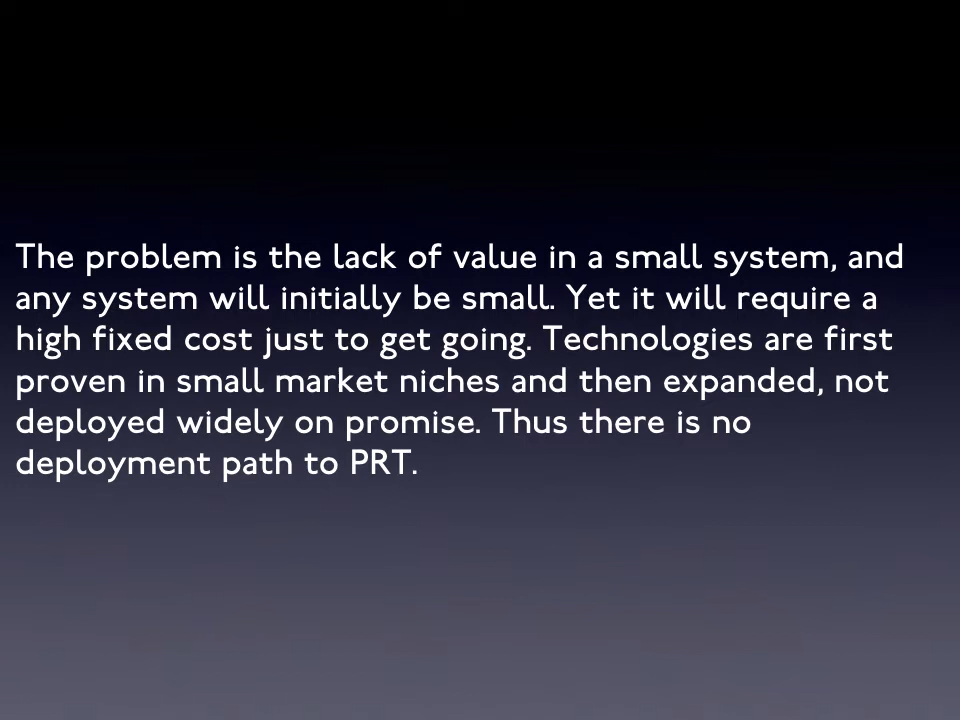 The problem is the lack of value in a small system, and
any system will initially be small. Yet it will require a
high fixed cost just to get going. Technologies are first
proven in small market niches and then expanded, not
deployed widely on promise. Thus there is no
deployment path to PRT.